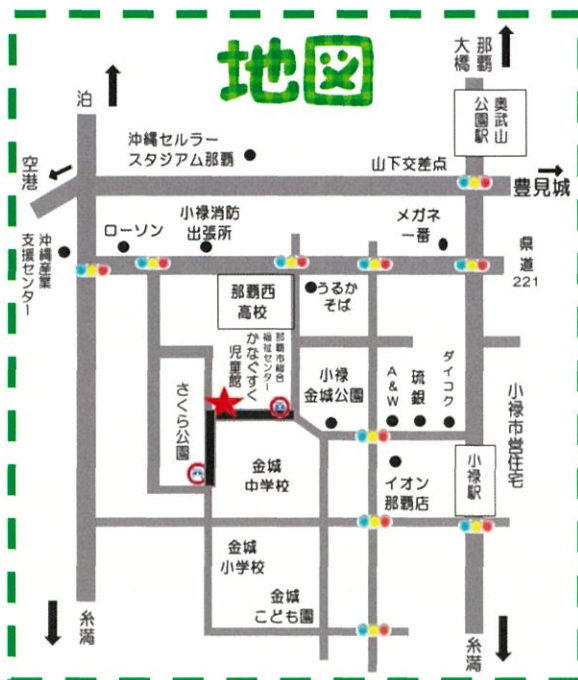 地図
泊
那覇
大橋
奥武山
公園駅
沖縄セルラー
スタジアム那覇
山下交差点
空港
豊見城
沖縄産業
支援センター
ローソン
小禄消防
出張所
メガネ
一番
県道
221
那覇西
高校
うるか
そば
那覇市総合
福祉センター
かなぐすく
児童館
さくら公園
小禄
金城公園
A&W
琉銀
ダイコク
小禄市営住宅
金城
中学校
イオン
那覇店
小禄駅
金城
小学校
金城
こども園
糸満
糸満